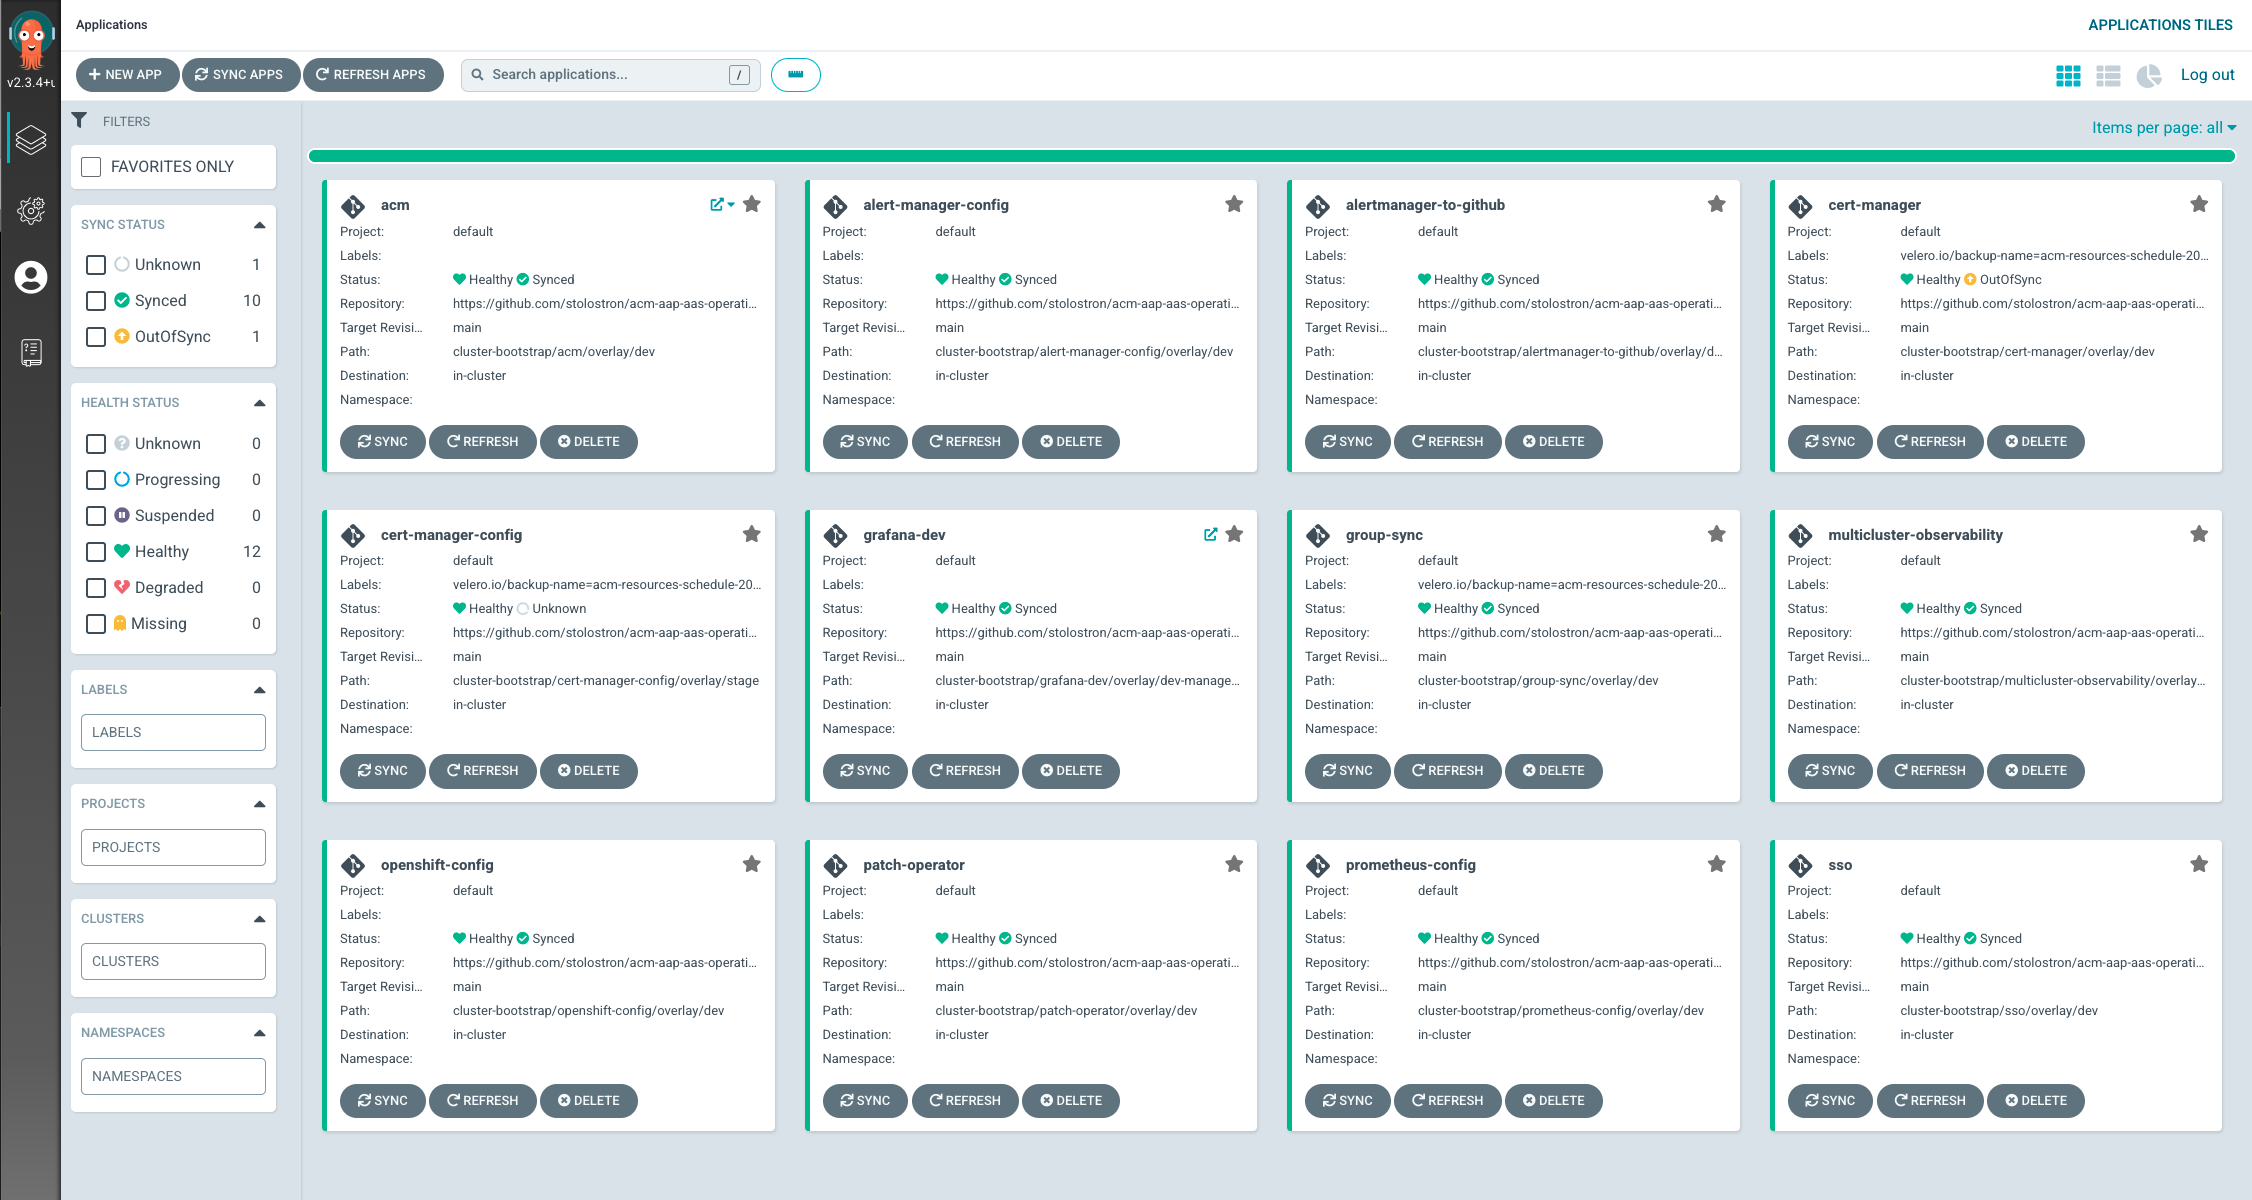 Applications
APPLICATIONS TILES
v2.3.4+u
NEW APP
SYNC APPS
REFRESH APPS
Search applications...
/
Log out
FILTERS
Items per page: all
FAVORITES ONLY
SYNC STATUS
Unknown 1
Synced 10
OutOfSync 1
HEALTH STATUS
Unknown 0
Progressing 0
Suspended 0
Healthy 12
Degraded 0
Missing 0
LABELS
LABELS
PROJECTS
PROJECTS
CLUSTERS
CLUSTERS
NAMESPACES
NAMESPACES
acm
Project: default
Labels:
Status: Healthy Synced
Repository: https://github.com/stolostron/acm-aap-aas-operati...
Target Revisi... main
Path: cluster-bootstrap/acm/overlay/dev
Destination: in-cluster
Namespace:
SYNC REFRESH DELETE
alert-manager-config
Project: default
Labels:
Status: Healthy Synced
Repository: https://github.com/stolostron/acm-aap-aas-operati...
Target Revisi... main
Path: cluster-bootstrap/alert-manager-config/overlay/dev
Destination: in-cluster
Namespace:
SYNC REFRESH DELETE
alertmanager-to-github
Project: default
Labels:
Status: Healthy Synced
Repository: https://github.com/stolostron/acm-aap-aas-operati...
Target Revisi... main
Path: cluster-bootstrap/alertmanager-to-github/overlay/d...
Destination: in-cluster
Namespace:
SYNC REFRESH DELETE
cert-manager
Project: default
Labels: velero.io/backup-name=acm-resources-schedule-20...
Status: Healthy OutOfSync
Repository: https://github.com/stolostron/acm-aap-aas-operati...
Target Revisi... main
Path: cluster-bootstrap/cert-manager/overlay/dev
Destination: in-cluster
Namespace:
SYNC REFRESH DELETE
cert-manager-config
Project: default
Labels: velero.io/backup-name=acm-resources-schedule-20...
Status: Healthy Unknown
Repository: https://github.com/stolostron/acm-aap-aas-operati...
Target Revisi... main
Path: cluster-bootstrap/cert-manager-config/overlay/stage
Destination: in-cluster
Namespace:
SYNC REFRESH DELETE
grafana-dev
Project: default
Labels:
Status: Healthy Synced
Repository: https://github.com/stolostron/acm-aap-aas-operati...
Target Revisi... main
Path: cluster-bootstrap/grafana-dev/overlay/dev-manage...
Destination: in-cluster
Namespace:
SYNC REFRESH DELETE
group-sync
Project: default
Labels: velero.io/backup-name=acm-resources-schedule-20...
Status: Healthy Synced
Repository: https://github.com/stolostron/acm-aap-aas-operati...
Target Revisi... main
Path: cluster-bootstrap/group-sync/overlay/dev
Destination: in-cluster
Namespace:
SYNC REFRESH DELETE
multicluster-observability
Project: default
Labels:
Status: Healthy Synced
Repository: https://github.com/stolostron/acm-aap-aas-operati...
Target Revisi... main
Path: cluster-bootstrap/multicluster-observability/overlay...
Destination: in-cluster
Namespace:
SYNC REFRESH DELETE
openshift-config
Project: default
Labels:
Status: Healthy Synced
Repository: https://github.com/stolostron/acm-aap-aas-operati...
Target Revisi... main
Path: cluster-bootstrap/openshift-config/overlay/dev
Destination: in-cluster
Namespace:
SYNC REFRESH DELETE
patch-operator
Project: default
Labels:
Status: Healthy Synced
Repository: https://github.com/stolostron/acm-aap-aas-operati...
Target Revisi... main
Path: cluster-bootstrap/patch-operator/overlay/dev
Destination: in-cluster
Namespace:
SYNC REFRESH DELETE
prometheus-config
Project: default
Labels:
Status: Healthy Synced
Repository: https://github.com/stolostron/acm-aap-aas-operati...
Target Revisi... main
Path: cluster-bootstrap/prometheus-config/overlay/dev
Destination: in-cluster
Namespace:
SYNC REFRESH DELETE
sso
Project: default
Labels:
Status: Healthy Synced
Repository: https://github.com/stolostron/acm-aap-aas-operati...
Target Revisi... main
Path: cluster-bootstrap/sso/overlay/dev
Destination: in-cluster
Namespace:
SYNC REFRESH DELETE